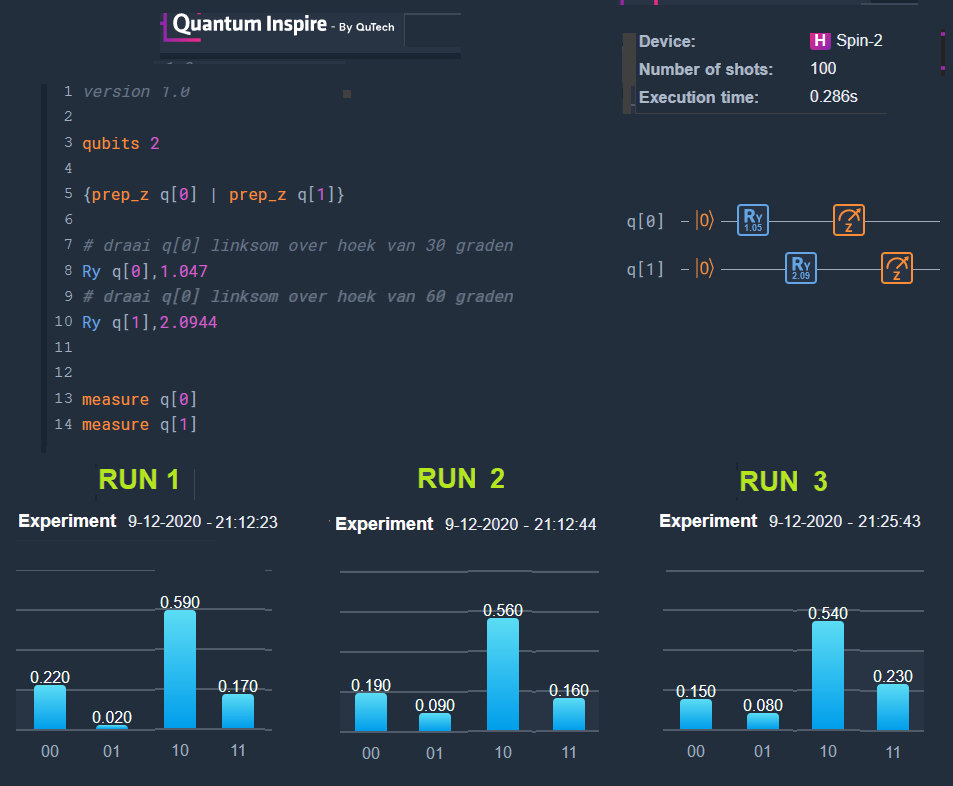 Quantum Inspire - By QuTech
Device: H Spin-2
Number of shots: 100
Execution time: 0.286s
1 version 1.0
2
3 qubits 2
4
5 {prep_z q[0] | prep_z q[1]}
6
7 # draai q[0] linksom over hoek van 30 graden
8 Ry q[0],1.047
9 # draai q[0] linksom over hoek van 60 graden
10 Ry q[1],2.0944
11
12
13 measure q[0]
14 measure q[1]
q[0] |0⟩ RY 1.05 Z
q[1] |0⟩ RY 2.09 Z
RUN 1
Experiment 9-12-2020 - 21:12:23
0.220 0.020 0.590 0.170
00 01 10 11
RUN 2
Experiment 9-12-2020 - 21:12:44
0.190 0.090 0.560 0.160
00 01 10 11
RUN 3
Experiment 9-12-2020 - 21:25:43
0.150 0.080 0.540 0.230
00 01 10 11